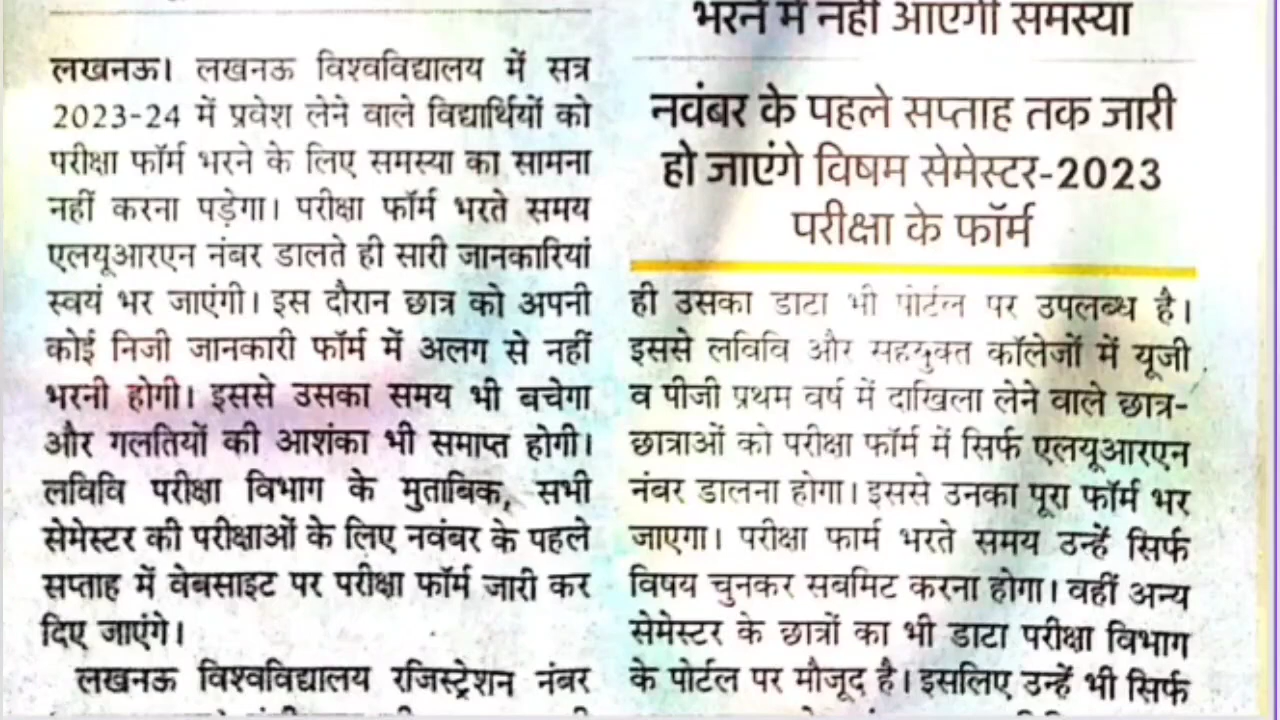 लखनऊ। लखनऊ विश्वविद्यालय में सत्र
2023-24 में प्रवेश लेने वाले विद्यार्थियों को
परीक्षा फॉर्म भरने के लिए समस्या का सामना
नहीं करना पड़ेगा। परीक्षा फॉर्म भरते समय
एलयूआरएन नंबर डालते ही सारी जानकारियां
स्वयं भर जाएंगी। इस दौरान छात्र को अपनी
कोई निजी जानकारी फॉर्म में अलग से नहीं
भरनी होगी। इससे उसका समय भी बचेगा
और गलतियों की आशंका भी समाप्त होगी।
लविवि परीक्षा विभाग के मुताबिक, सभी
सेमेस्टर की परीक्षाओं के लिए नवंबर के पहले
सप्ताह में वेबसाइट पर परीक्षा फॉर्म जारी कर
दिए जाएंगे।
लखनऊ विश्वविद्यालय रजिस्ट्रेशन नंबर
भरने में नहीं आएगी समस्या
नवंबर के पहले सप्ताह तक जारी
हो जाएंगे विषम सेमेस्टर-2023
परीक्षा के फॉर्म
ही उसका डाटा भी पोर्टल पर उपलब्ध है।
इससे लविवि और सहयुक्त कॉलेजों में यूजी
व पीजी प्रथम वर्ष में दाखिला लेने वाले छात्र-
छात्राओं को परीक्षा फॉर्म में सिर्फ एलयूआरएन
नंबर डालना होगा। इससे उनका पूरा फॉर्म भर
जाएगा। परीक्षा फार्म भरते समय उन्हें सिर्फ
विषय चुनकर सबमिट करना होगा। वहीं अन्य
सेमेस्टर के छात्रों का भी डाटा परीक्षा विभाग
के पोर्टल पर मौजूद है। इसलिए उन्हें भी सिर्फ